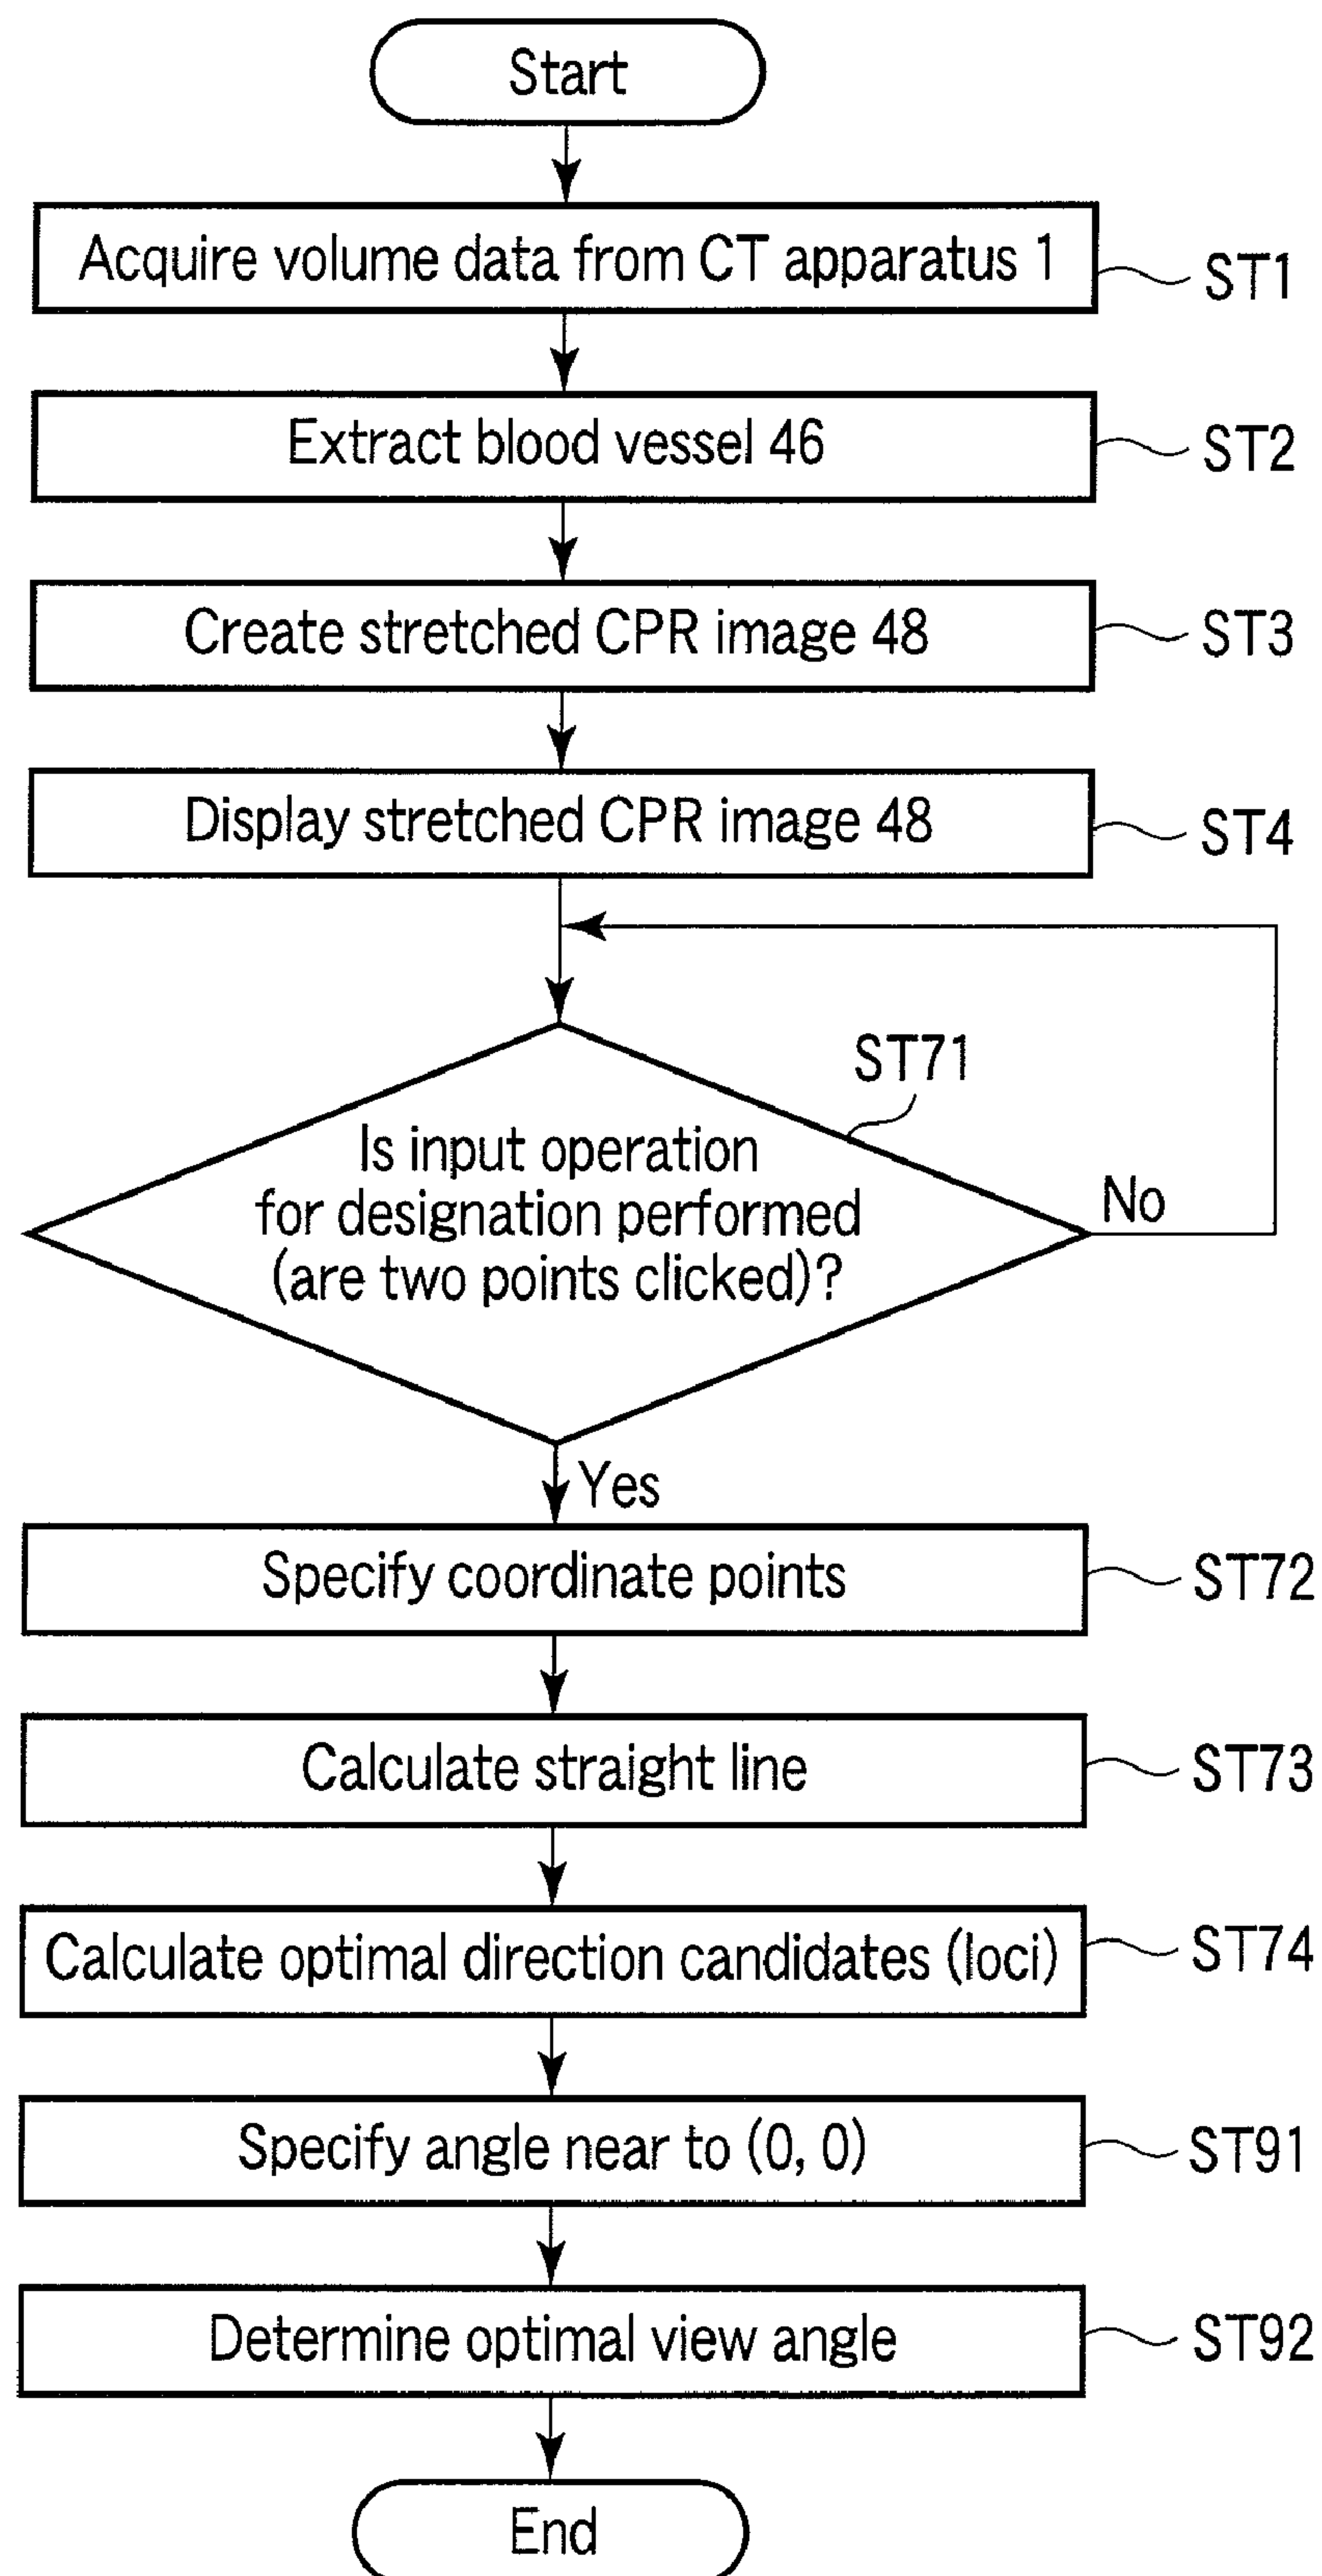 Start
Acquire volume data from CT apparatus 1
ST1
Extract blood vessel 46
ST2
Create stretched CPR image 48
ST3
Display stretched CPR image 48
ST4
ST71
Is input operation
for designation performed
(are two points clicked)?
No
Yes
Specify coordinate points
ST72
Calculate straight line
ST73
Calculate optimal direction candidates (loci)
ST74
Specify angle near to (0, 0)
ST91
Determine optimal view angle
ST92
End